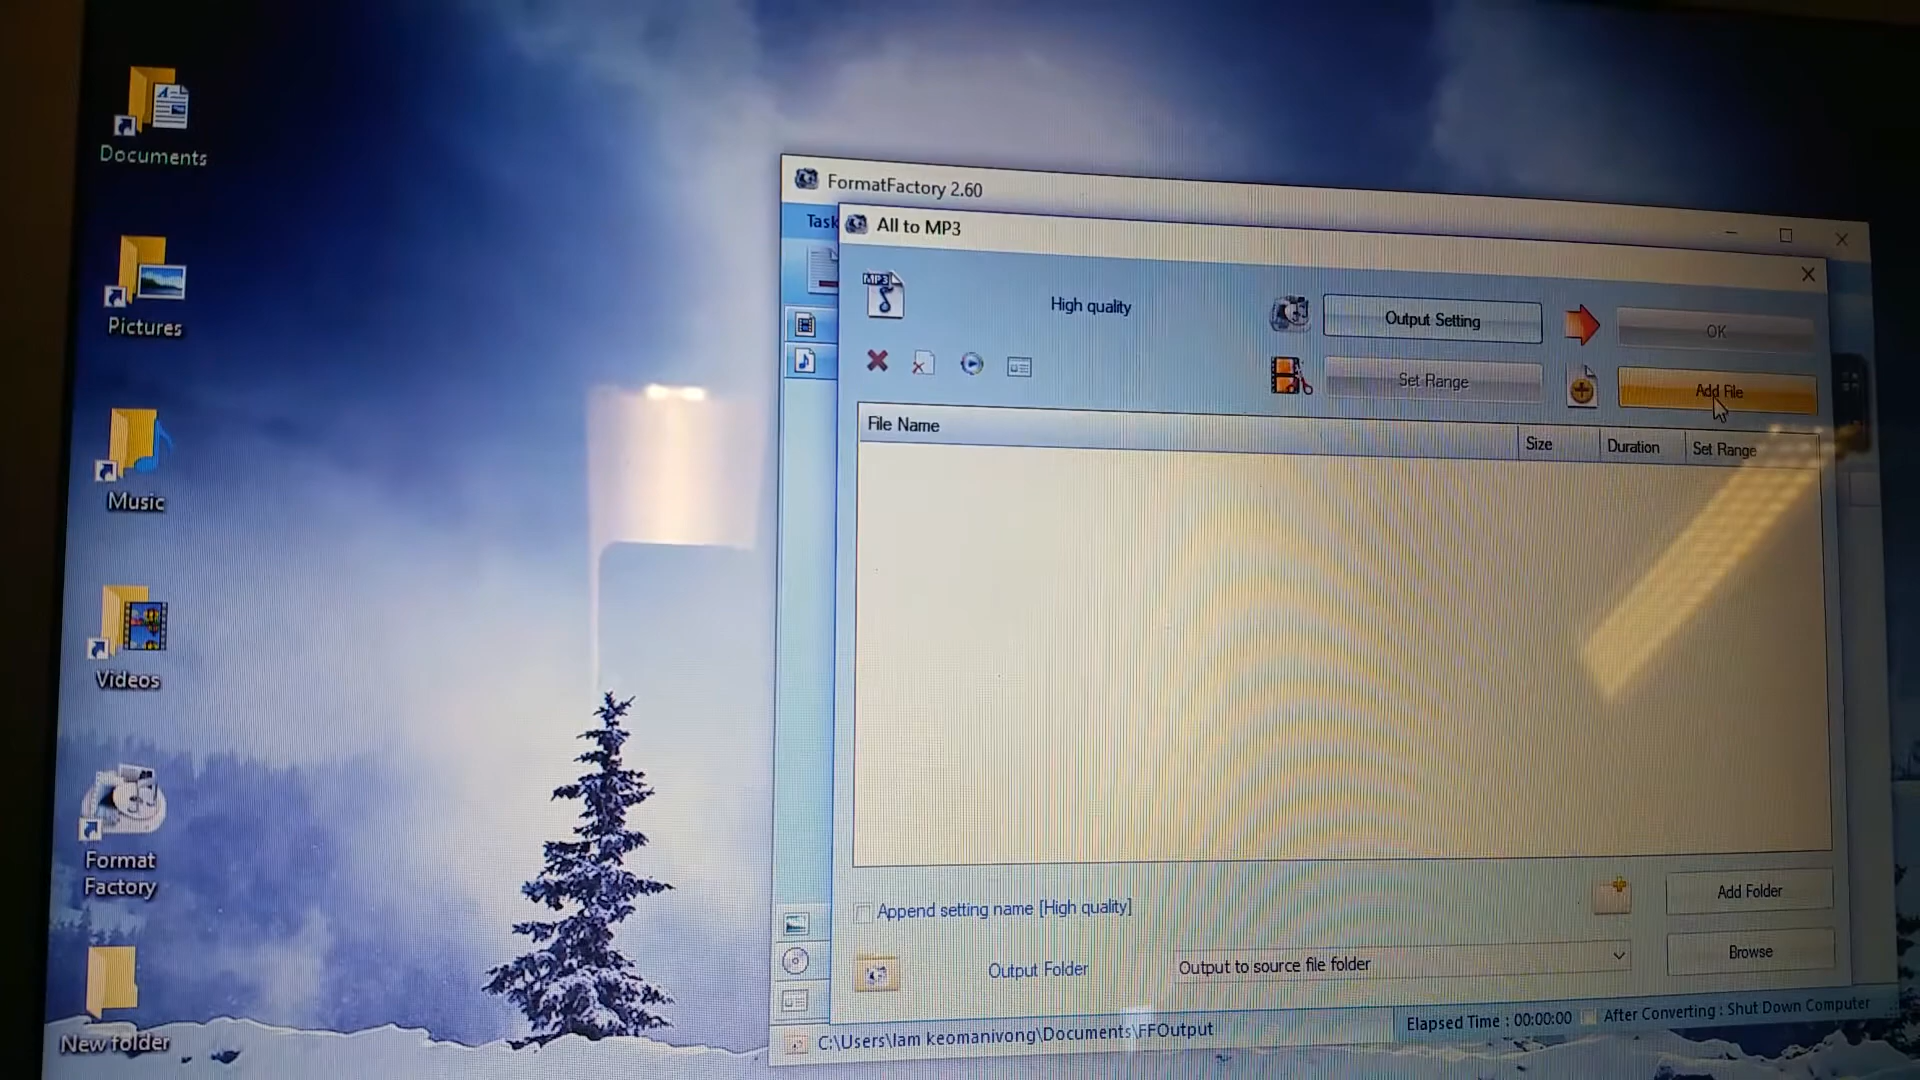 Documents
Pictures
Music
Videos
Format
Factory
New folder
FormatFactory 2.60
Task
All to MP3
MP3
High quality
Output Setting
OK
Set Range
Add File
File Name
Size
Duration
Set Range
Append setting name [High quality]
Add Folder
Output Folder
Output to source file folder
Browse
C:\Users\lam keomanivong\Documents\FFOutput
Elapsed Time : 00:00:00
After Converting : Shut Down Computer